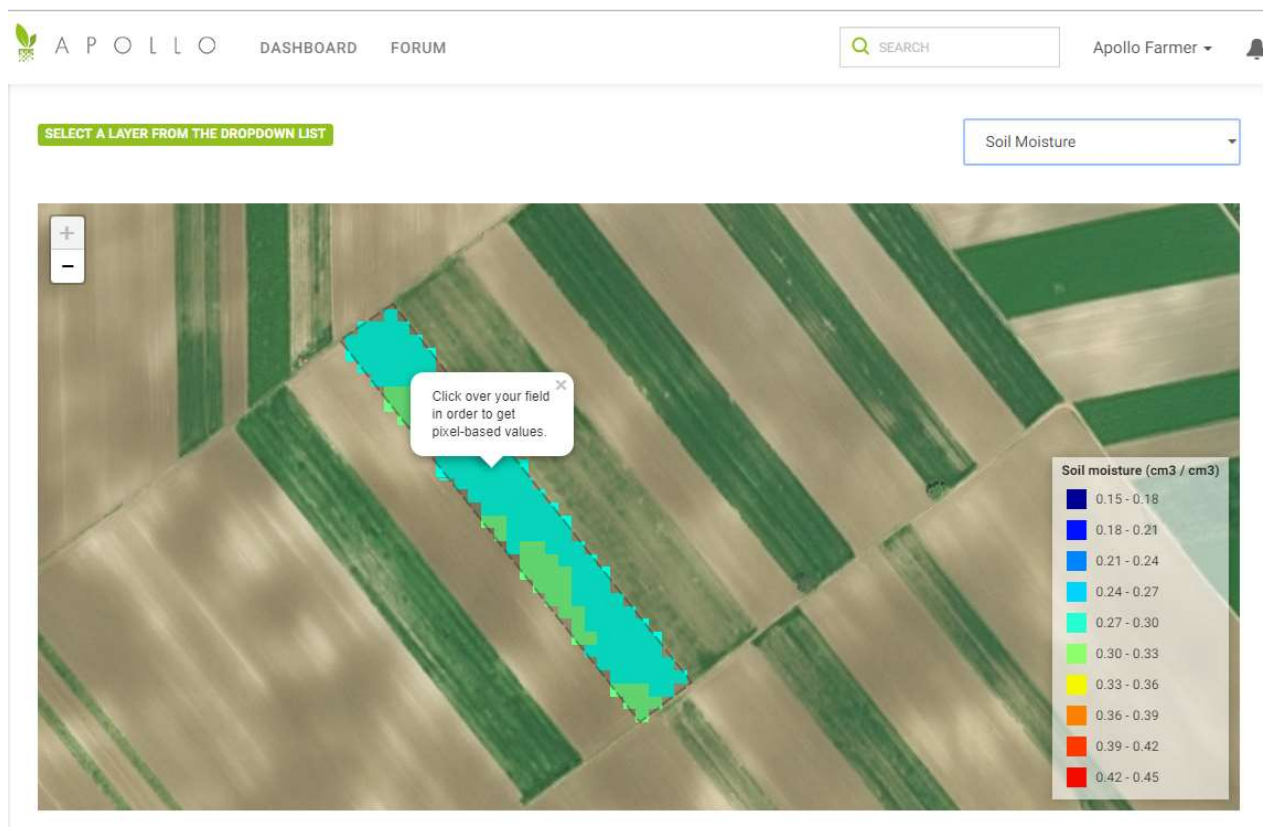 APOLLO DASHBOARD FORUM SEARCH Apollo Farmer
SELECT A LAYER FROM THE DROPDOWN LIST
Soil Moisture
+
-
Click over your field
in order to get
pixel-based values.
×
Soil moisture (cm3 / cm3)
0.15 - 0.18
0.18 - 0.21
0.21 - 0.24
0.24 - 0.27
0.27 - 0.30
0.30 - 0.33
0.33 - 0.36
0.36 - 0.39
0.39 - 0.42
0.42 - 0.45